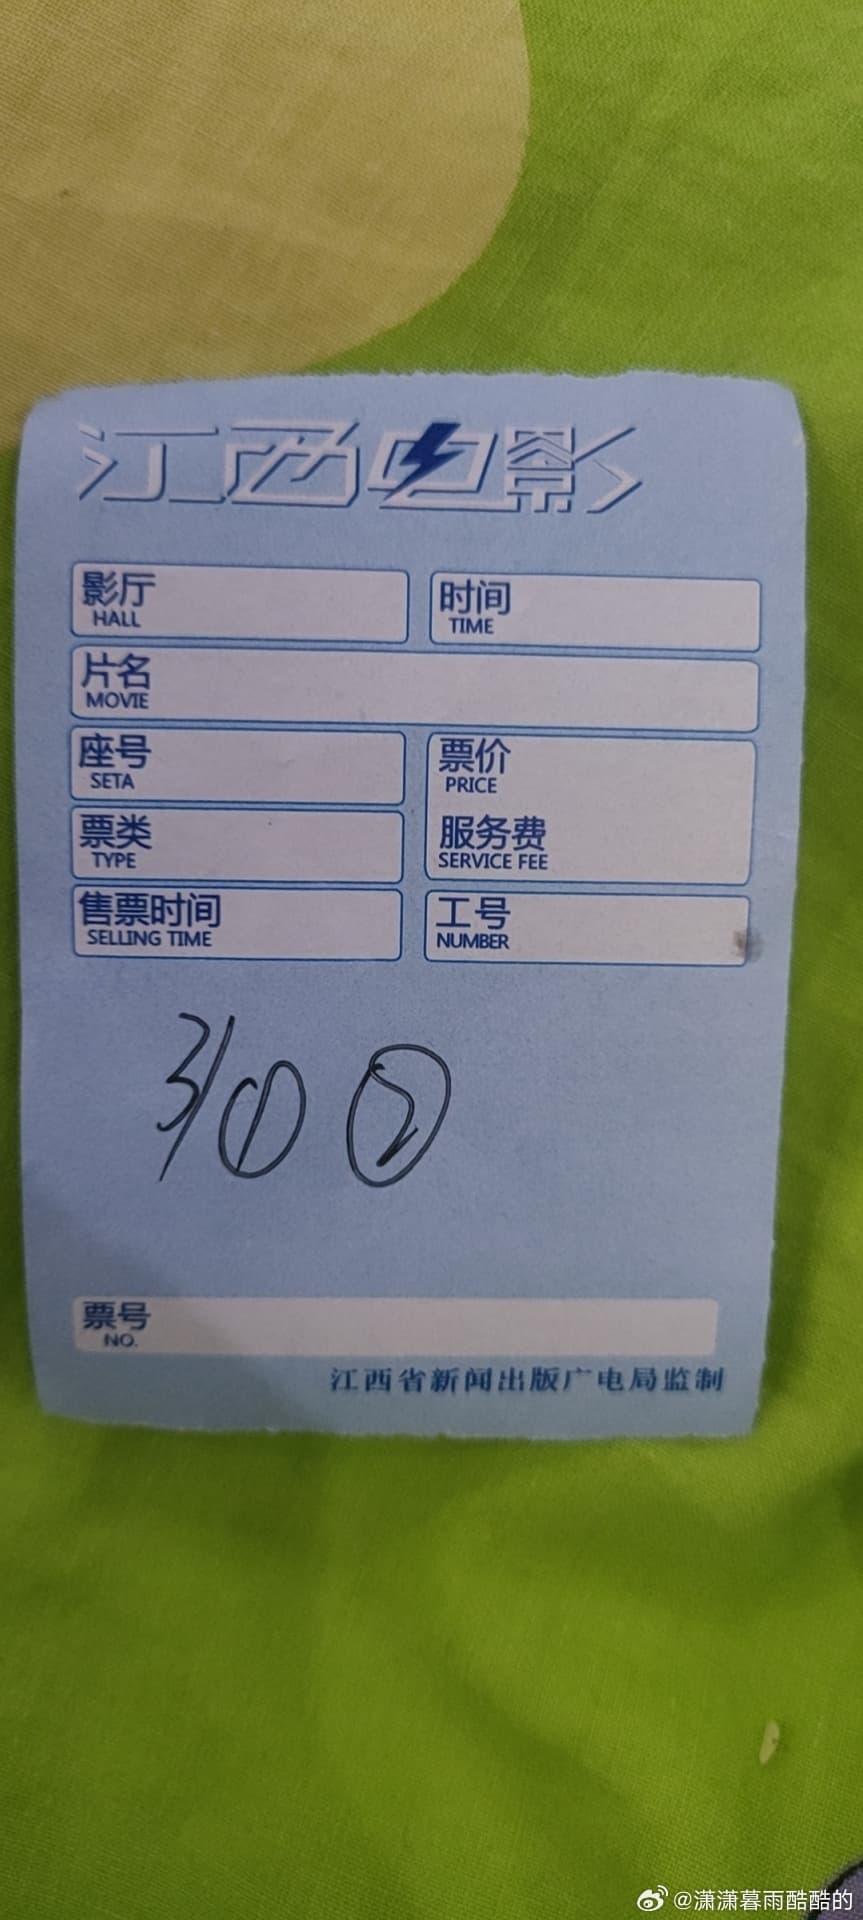 江西电影
影厅 时间
HALL TIME
片名
MOVIE
座号 票价
SETA PRICE
票类 服务费
TYPE SERVICE FEE
售票时间 工号
SELLING TIME NUMBER
3/① ②
票号
NO.
江西省新闻出版广电局监制
@潇潇暮雨酷酷的